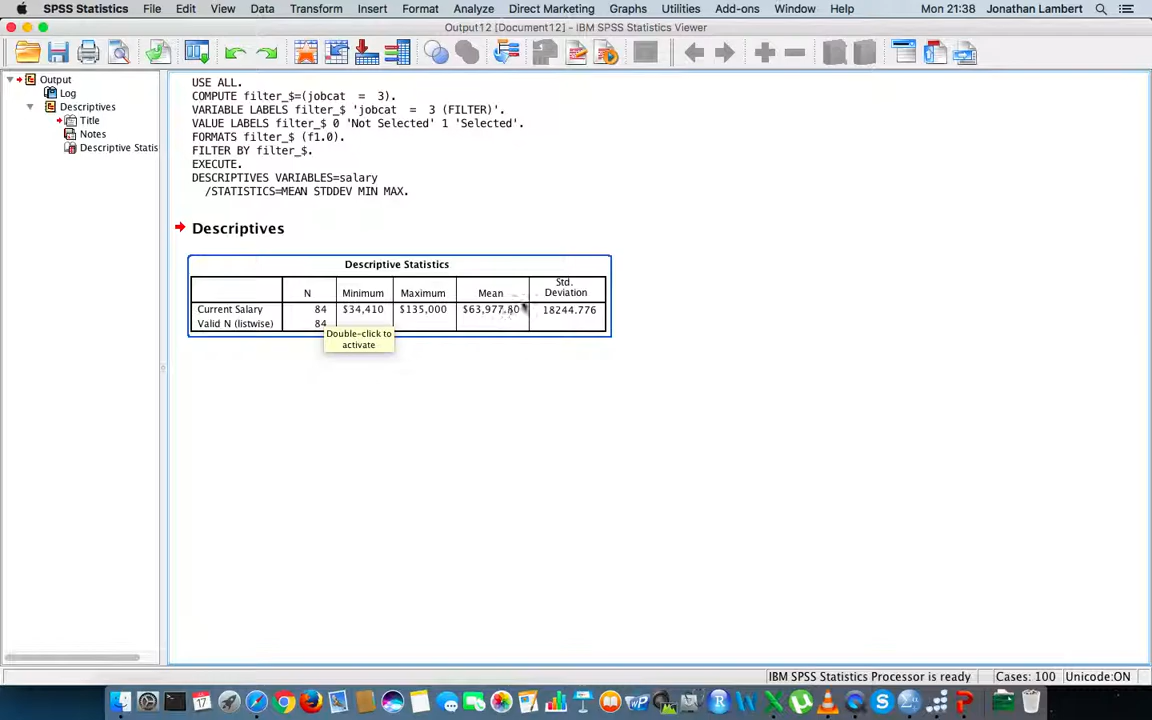 SPSS Statistics File Edit View Data Transform Insert Format Analyze Direct Marketing Graphs Utilities Add-ons Window Help Mon 21:38 Jonathan Lambert
Output12 [Document12] - IBM SPSS Statistics Viewer
Output
Log
Descriptives
Title
Notes
Descriptive Statis
USE ALL.
COMPUTE filter_$=(jobcat = 3).
VARIABLE LABELS filter_$ 'jobcat = 3 (FILTER)'.
VALUE LABELS filter_$ 0 'Not Selected' 1 'Selected'.
FORMATS filter_$ (f1.0).
FILTER BY filter_$.
EXECUTE.
DESCRIPTIVES VARIABLES=salary
/STATISTICS=MEAN STDDEV MIN MAX.
Descriptives
Descriptive Statistics
N Minimum Maximum Mean Std. Deviation
Current Salary 84 $34,410 $135,000 $63,977.80 18244.776
Valid N (listwise) 84
Double-click to
activate
IBM SPSS Statistics Processor is ready Cases: 100 Unicode:ON
17